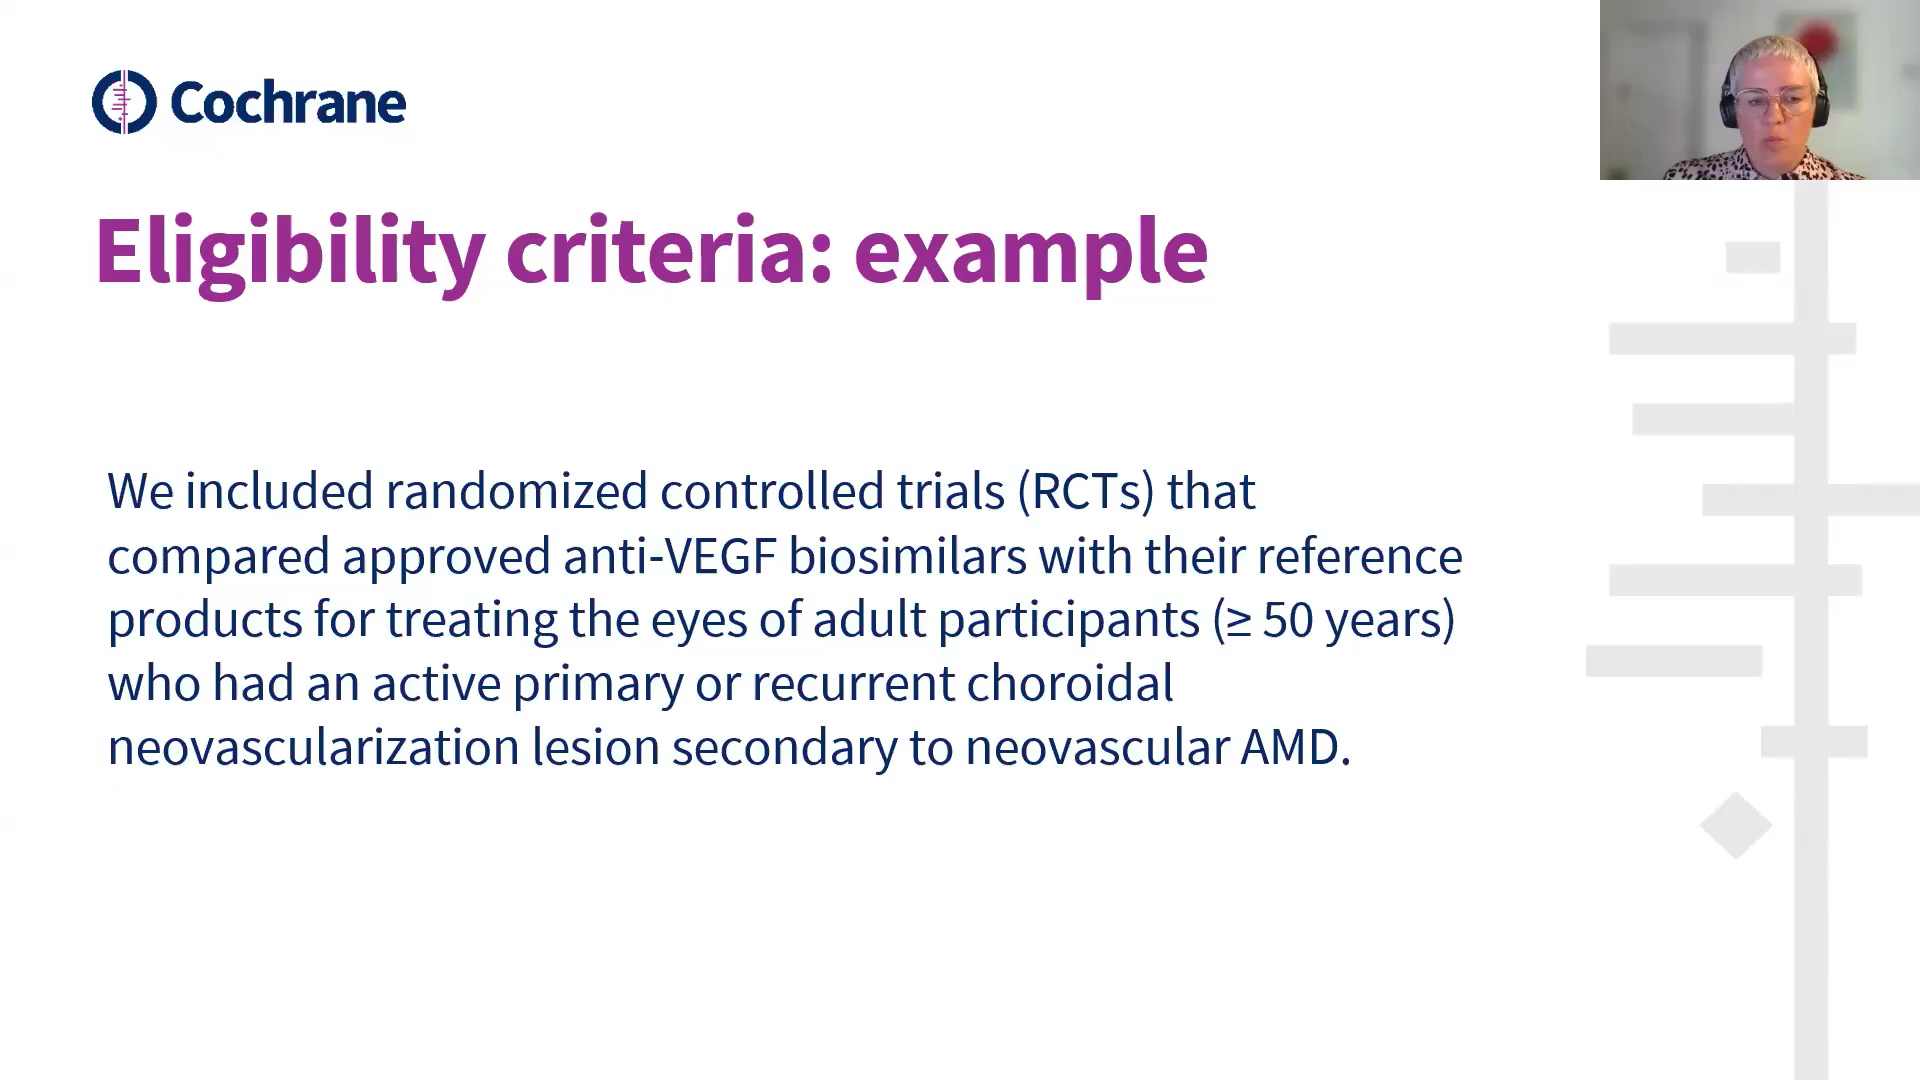 Cochrane
Eligibility criteria: example
We included randomized controlled trials (RCTs) that
compared approved anti-VEGF biosimilars with their reference
products for treating the eyes of adult participants (≥ 50 years)
who had an active primary or recurrent choroidal
neovascularization lesion secondary to neovascular AMD.